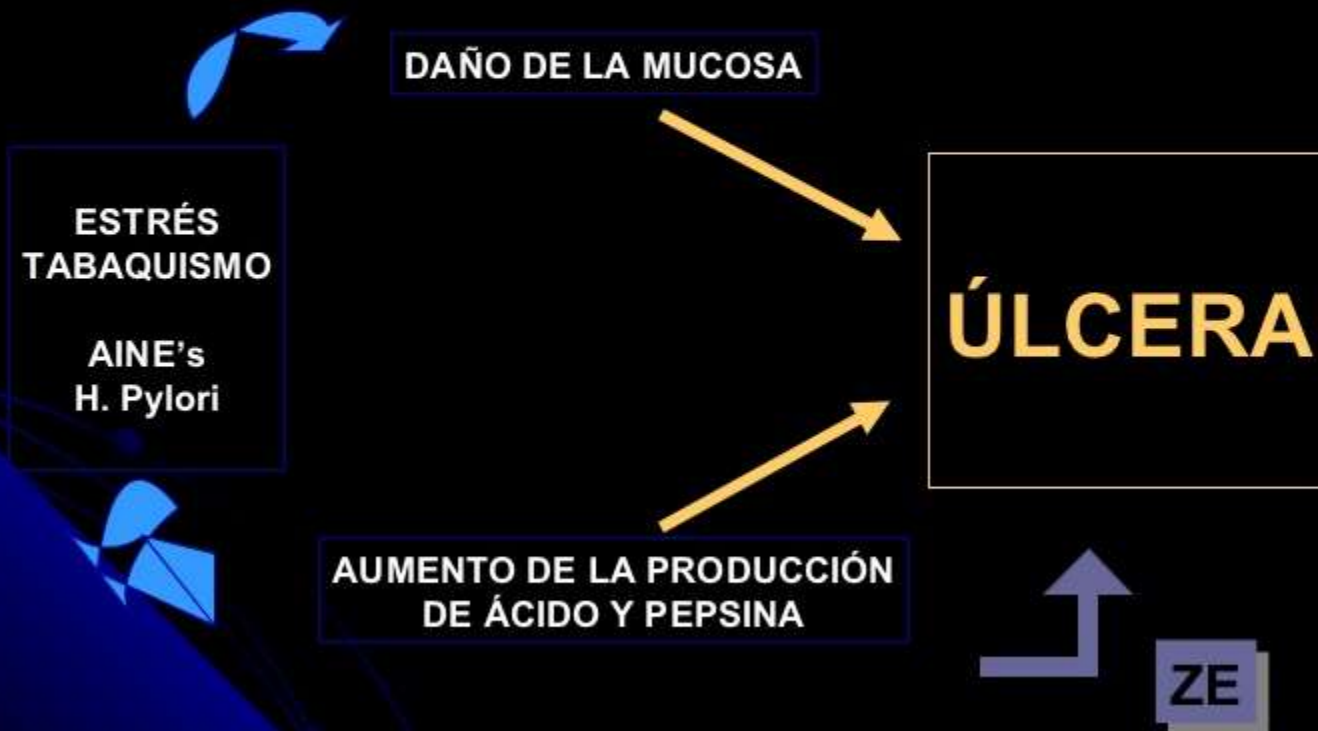 DAÑO DE LA MUCOSA
ESTRÉS
TABAQUISMO
AINE's
H. Pylori
ÚLCERA
AUMENTO DE LA PRODUCCIÓN
DE ÁCIDO Y PEPSINA
ZE